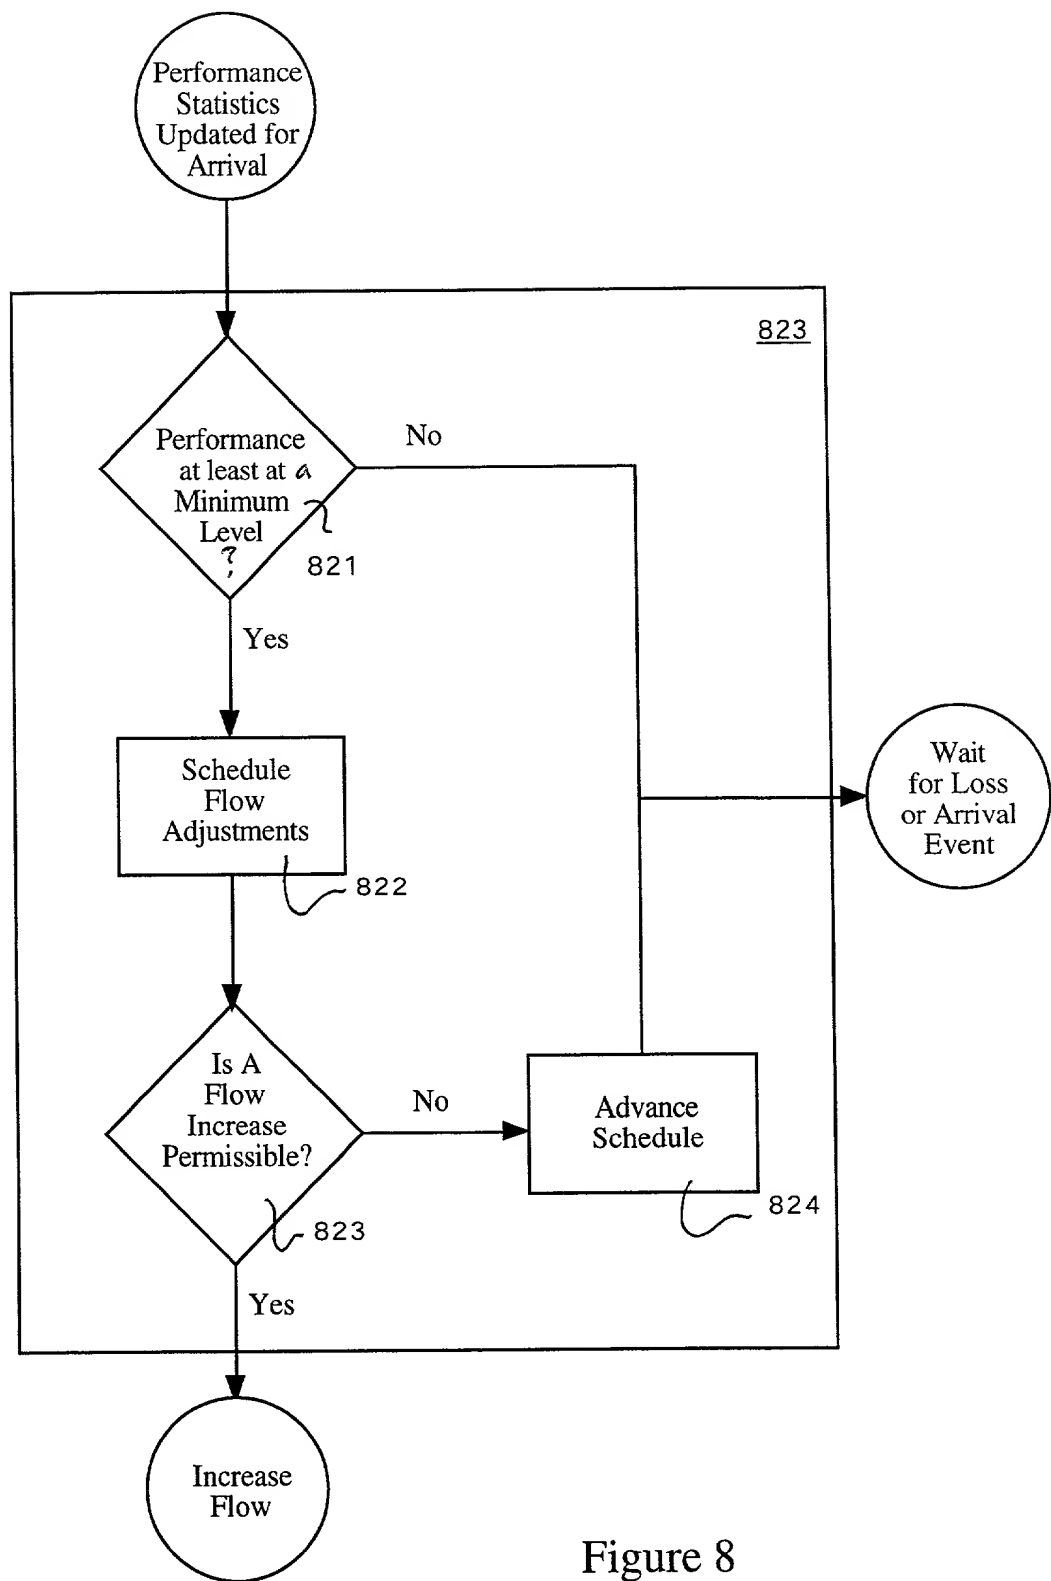 Performance
Statistics
Updated for
Arrival
823
Performance
at least at a
Minimum
Level
?
821
No
Yes
Schedule
Flow
Adjustments
822
Wait
for Loss
or Arrival
Event
Is A
Flow
Increase
Permissible?
823
No
Advance
Schedule
824
Yes
Increase
Flow
Figure 8